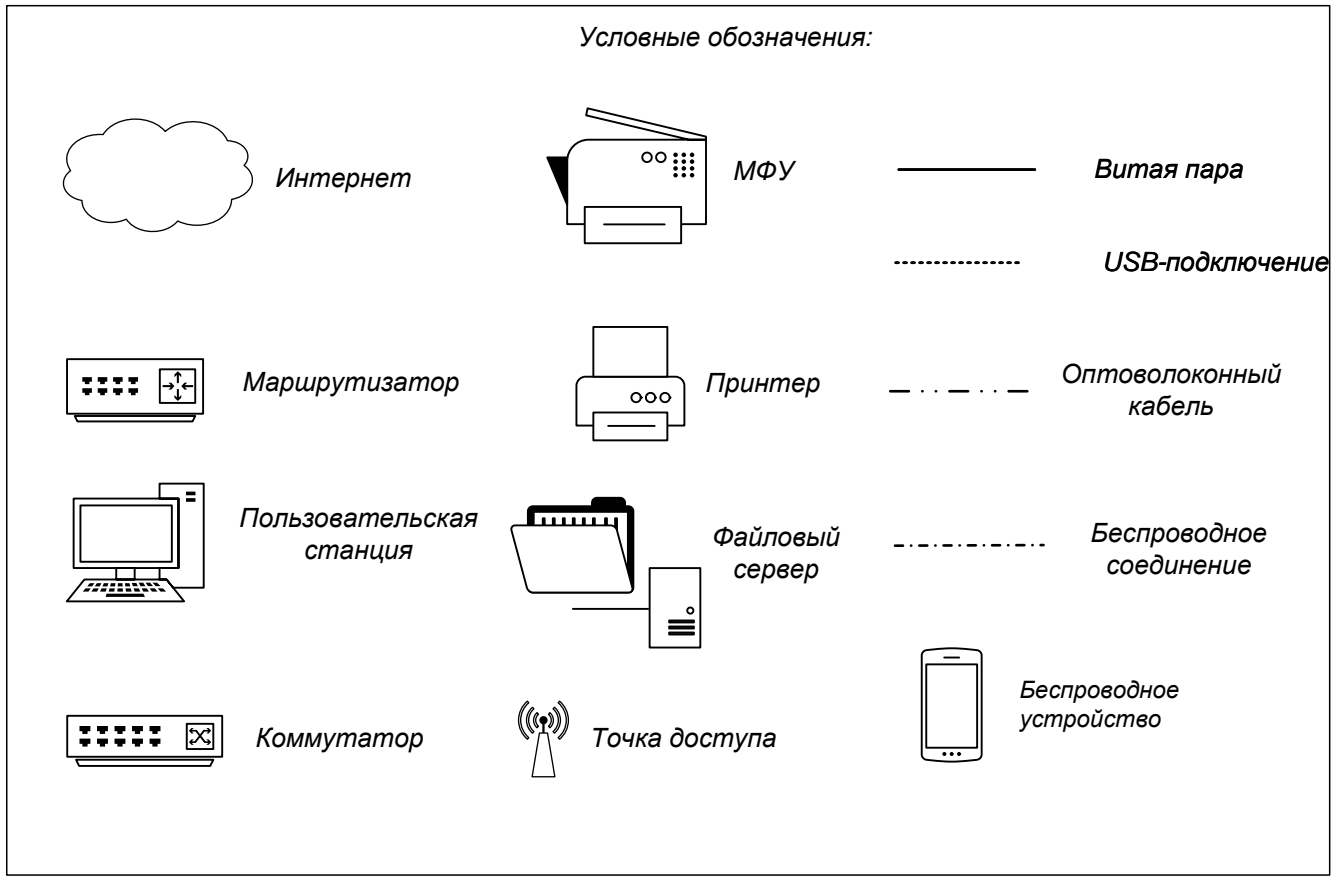 Условные обозначения:
Интернет
МФУ
Витая пара
USB-подключение
Маршрутизатор
Принтер
Оптоволоконный
кабель
Пользовательская
станция
Файловый
сервер
Беспроводное
соединение
Коммутатор
Точка доступа
Беспроводное
устройство